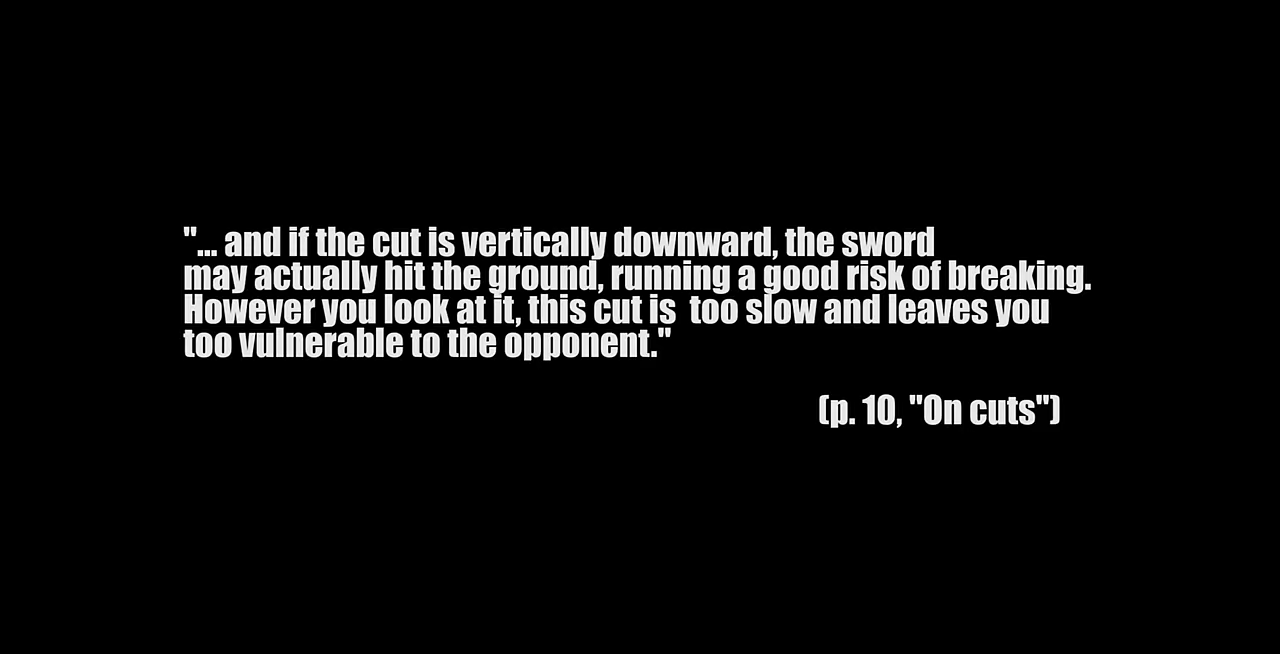 "... and if the cut is vertically downward, the sword
may actually hit the ground, running a good risk of breaking.
However you look at it, this cut is  too slow and leaves you
too vulnerable to the opponent."
(p. 10, "On cuts")